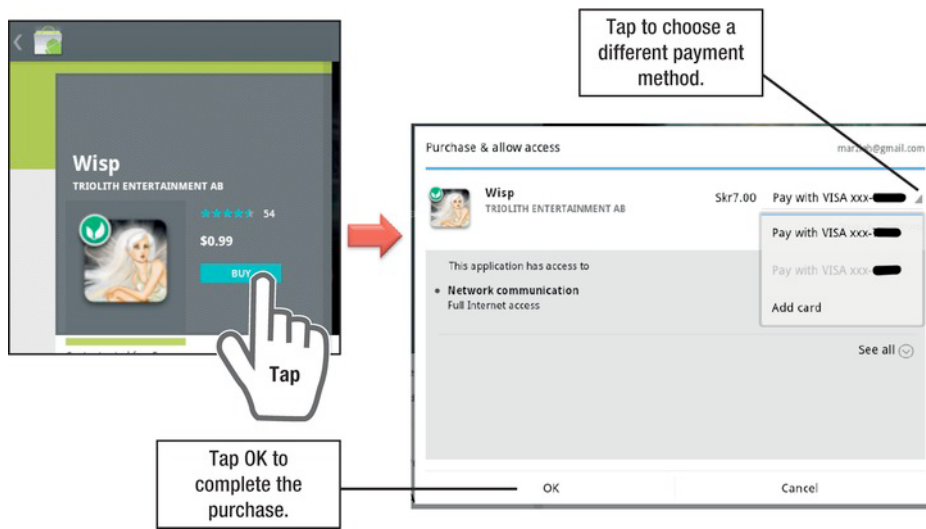 Tap to choose a
different payment
method.
Wisp
TRIOLITH ENTERTAINMENT AB
54
$0.99
BUY
Tap
Purchase & allow access
@gmail.com
Wisp
TRIOLITH ENTERTAINMENT AB
Skr7.00
Pay with VISA xxx-
Pay with VISA xxx-
Pay with VISA xxx-
Add card
This application has access to
• Network communication
Full Internet access
See all
OK
Cancel
Tap OK to
complete the
purchase.